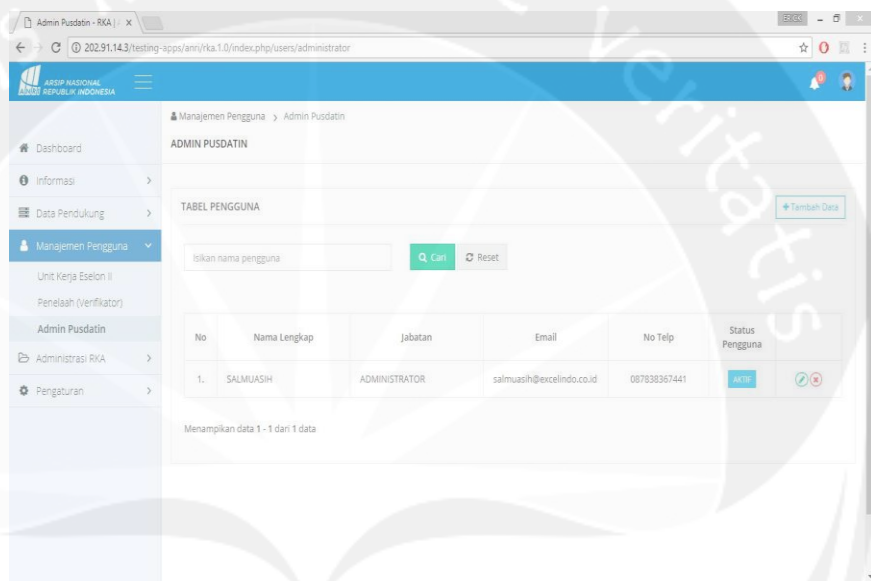 Admin Pusdatin - RKA | A x
202.91.14.3/testing-apps/anri/rka.1.0/index.php/users/administrator
ARSIP NASIONAL
REPUBLIK INDONESIA
0
Manajemen Pengguna > Admin Pusdatin
ADMIN PUSDATIN
Dashboard
Informasi
Data Pendukung
Manajemen Pengguna
Unit Kerja Eselon II
Penelaah (Verifikator)
Admin Pusdatin
Administrasi RKA
Pengaturan
TABEL PENGGUNA
+Tambah Data
Isikan nama pengguna
Cari
Reset
No Nama Lengkap Jabatan Email No Telp Status Pengguna
1. SALMUASIH ADMINISTRATOR salmuasih@excelindo.co.id 087838367441 AKTIF
Menampikan data 1 - 1 dari 1 data
veritatis